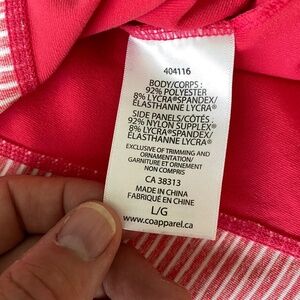 404116
BODY/CORPS :
92% POLYESTER
8% LYCRA®SPANDEX/
ÉLASTHANNE LYCRA®
SIDE PANELS/CÔTÉS :
92% NYLON SUPPLEX®
8% LYCRA®SPANDEX/
ÉLASTHANNE LYCRA®
EXCLUSIVE OF TRIMMING AND
ORNAMENTATION/
GARNITURE ET ORNEMENT
NON COMPRIS
CA 38313
MADE IN CHINA
FABRIQUÉ EN CHINE
L/G
www.coapparel.ca